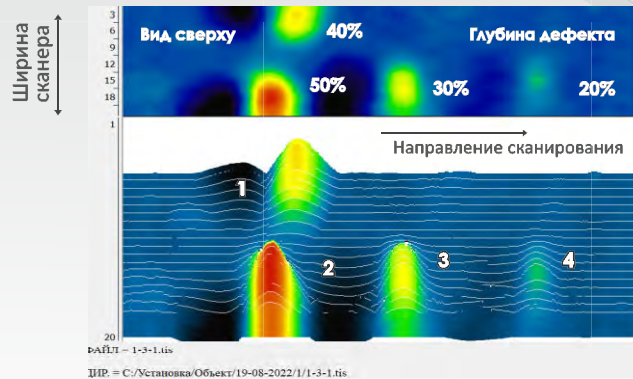 Ширина сканера
3
6
9
12
15
18
Вид сверху
40%
Глубина дефекта
50%
30%
20%
1
Направление сканирования
1
2
3
4
20
ФАЙЛ = 1-3-1.tis
ДИР. = C:/Установка/Объект/19-08-2022/1/1-3-1.tis